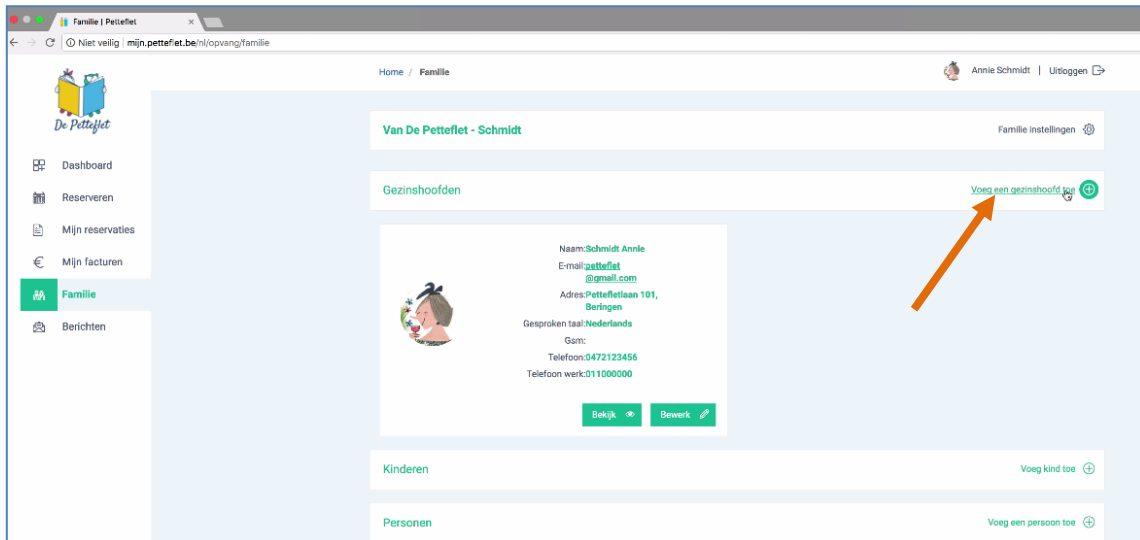 Familie | Petteflet
Niet veilig | mijn.petteflet.be/nl/opvang/familie
De Petteflet
Home / Familie
Annie Schmidt | Uitloggen
Van De Petteflet - Schmidt
Familie instellingen
Dashboard
Reserveren
Mijn reservaties
Mijn facturen
Familie
Berichten
Gezinshoofden
Voeg een gezinshoofd toe
Naam:Schmidt Annie
E-mail:petteflet
@gmail.com
Adres:Pettefletlaan 101,
Beringen
Gesproken taal:Nederlands
Gsm:
Telefoon:0472123456
Telefoon werk:011000000
Bekijk
Bewerk
Kinderen
Voeg kind toe
Personen
Voeg een persoon toe